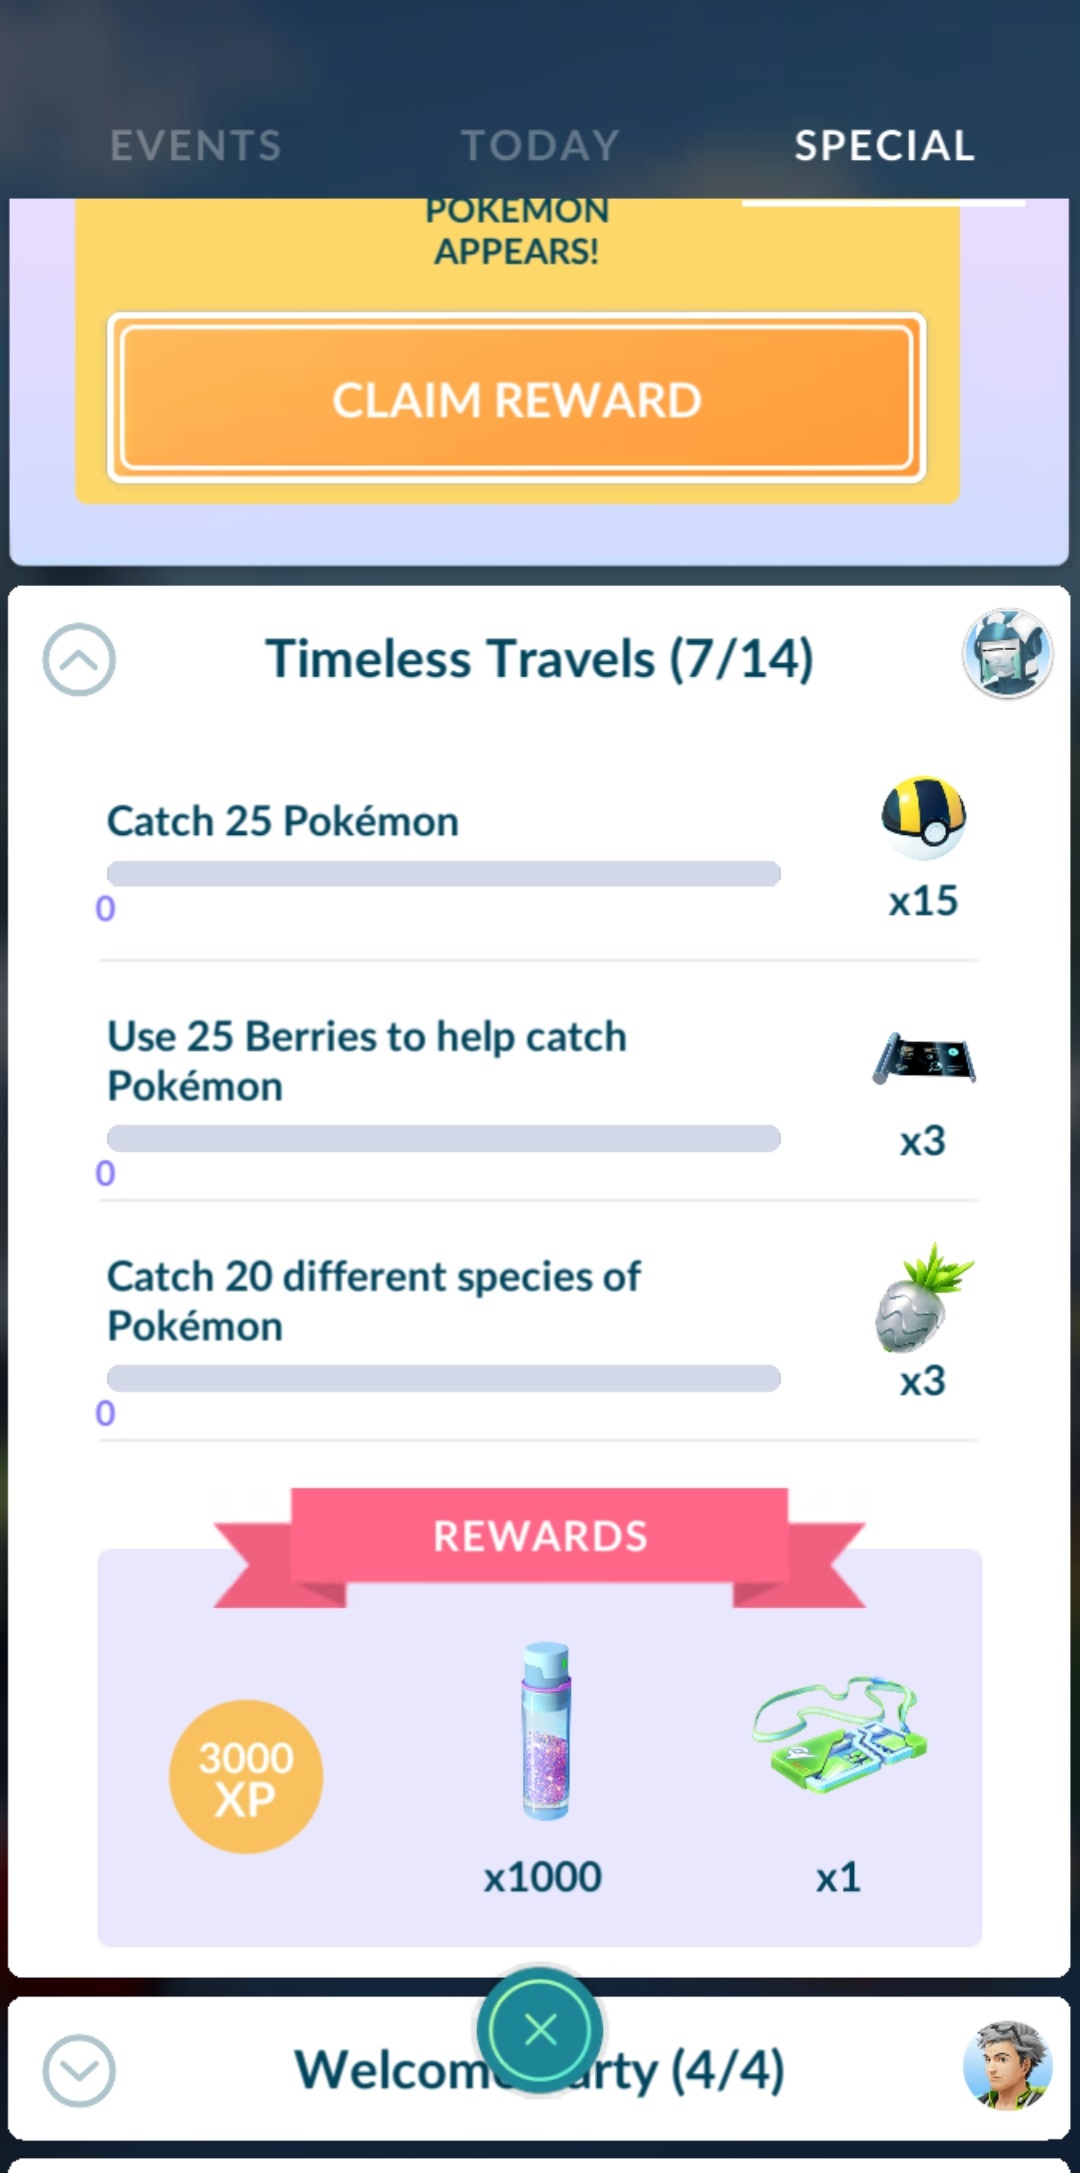 EVENTS
TODAY
SPECIAL
POKÉMON
APPEARS!
CLAIM REWARD
Timeless Travels (7/14)
Catch 25 Pokémon
0
x15
Use 25 Berries to help catch
Pokémon
0
x3
Catch 20 different species of
Pokémon
0
x3
REWARDS
3000
XP
x1000
x1
(4/4)